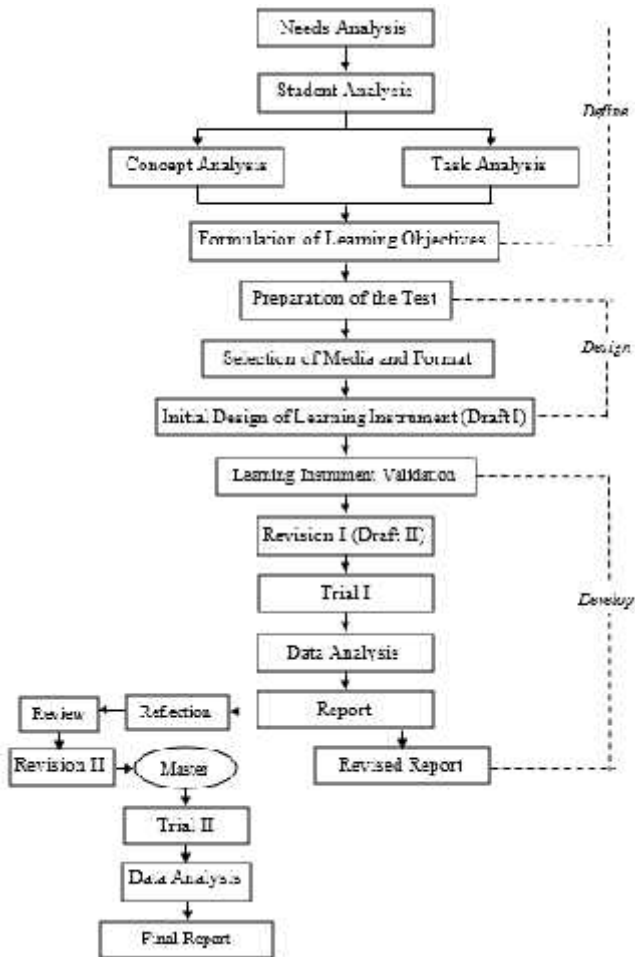 Needs Analysis
Student Analysis
Define
Concept Analysis
Task Analysis
Formulation of Learning Objectives
Preparation of the Test
Design
Selection of Media and Format
Initial Design of Learning Instrument (Draft I)
Learning Instrument Validation
Revision I (Draft II)
Trial I
Develop
Data Analysis
Report
Reflection
Review
Revision II
Master
Revised Report
Trial II
Data Analysis
Final Report